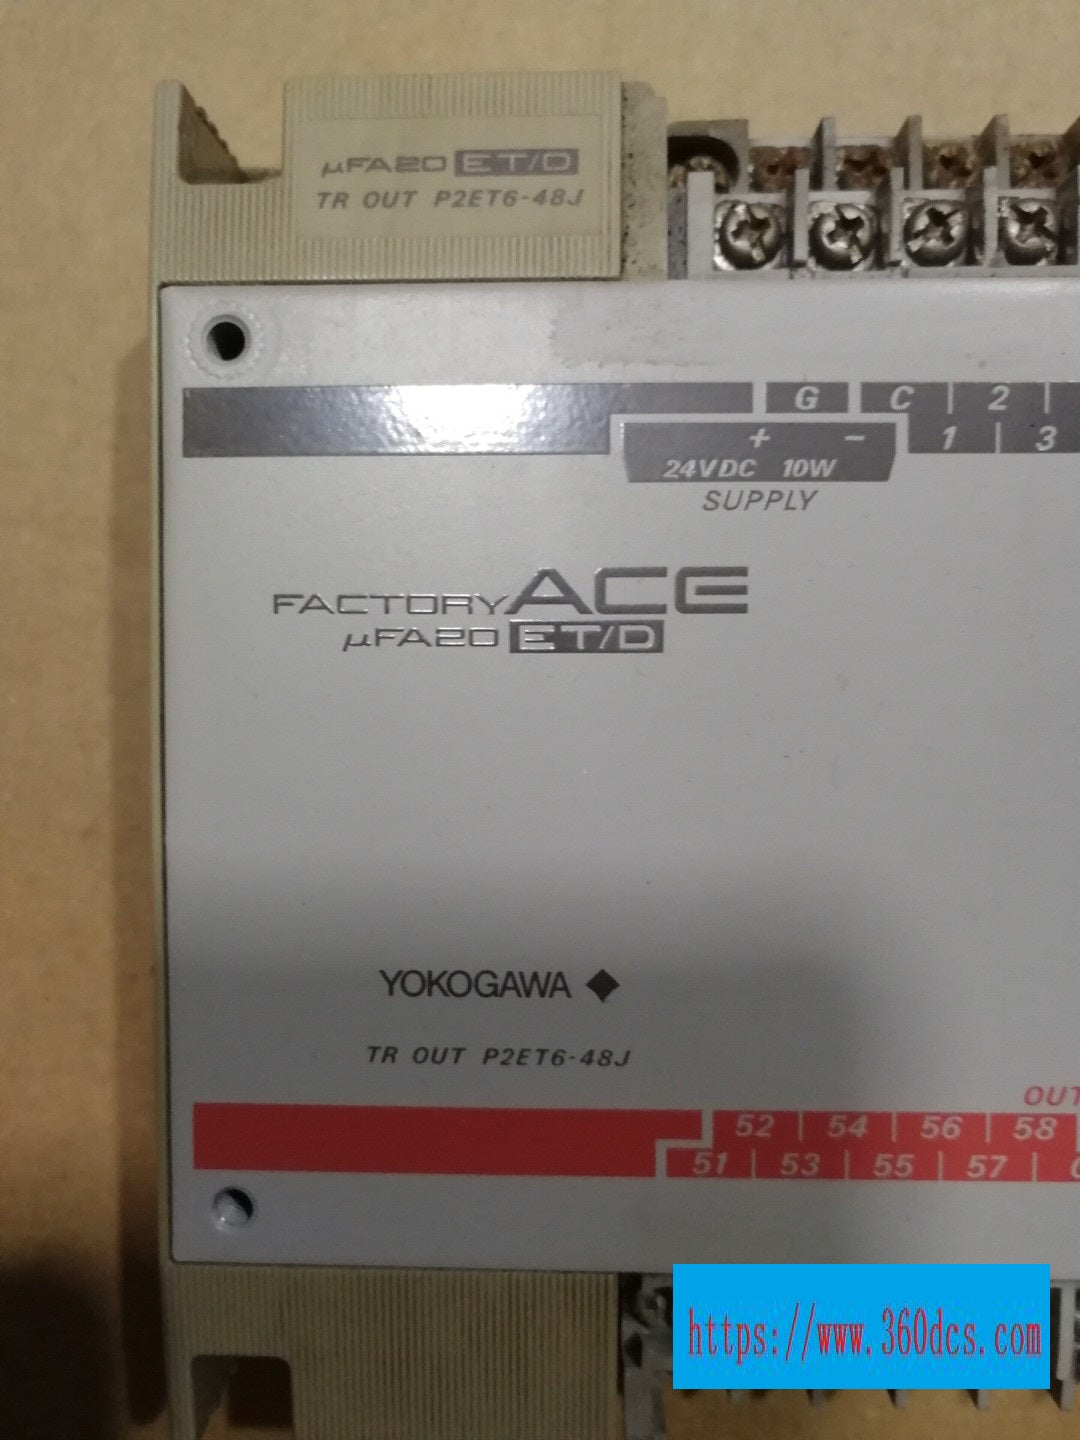 μFA20 ET/D
TR OUT P2ET6-48J
G C 2
+ - 1 3
24VDC 10W
SUPPLY
FACTORY ACE
μFA20 ET/D
YOKOGAWA
TR OUT P2ET6-48J
OUT
52 54 56 58
51 53 55 57
https://www.360dcs.com